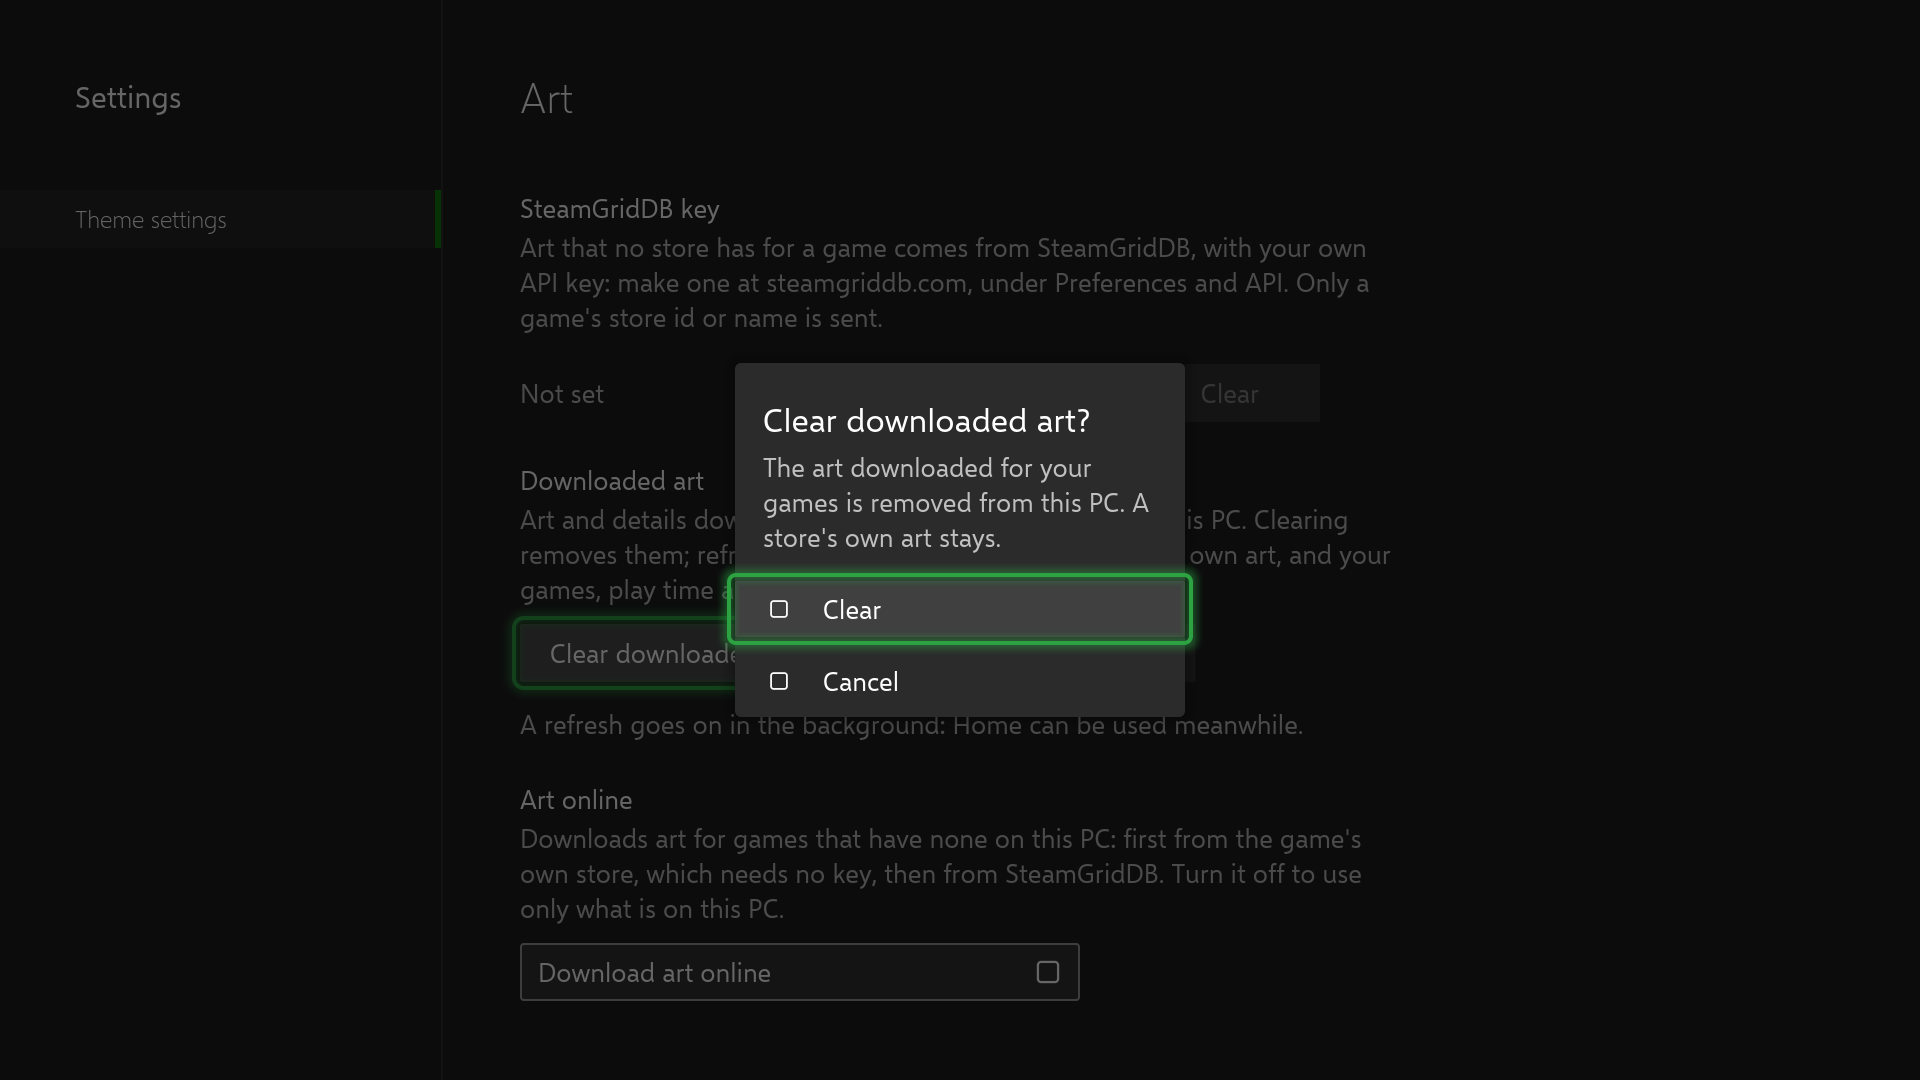 Settings
Theme settings
Art
SteamGridDB key
Art that no store has for a game comes from SteamGridDB, with your own
API key: make one at steamgriddb.com, under Preferences and API. Only a
game's store id or name is sent.
Not set
Clear
Downloaded art
Art and details is PC. Clearing
removes them; own art, and your
games, play time
Clear
A refresh goes on in the background: Home can be used meanwhile.
Art online
Downloads art for games that have none on this PC: first from the game's
own store, which needs no key, then from SteamGridDB. Turn it off to use
only what is on this PC.
Download art online
Clear downloaded art?
The art downloaded for your
games is removed from this PC. A
store's own art stays.
Clear
Cancel